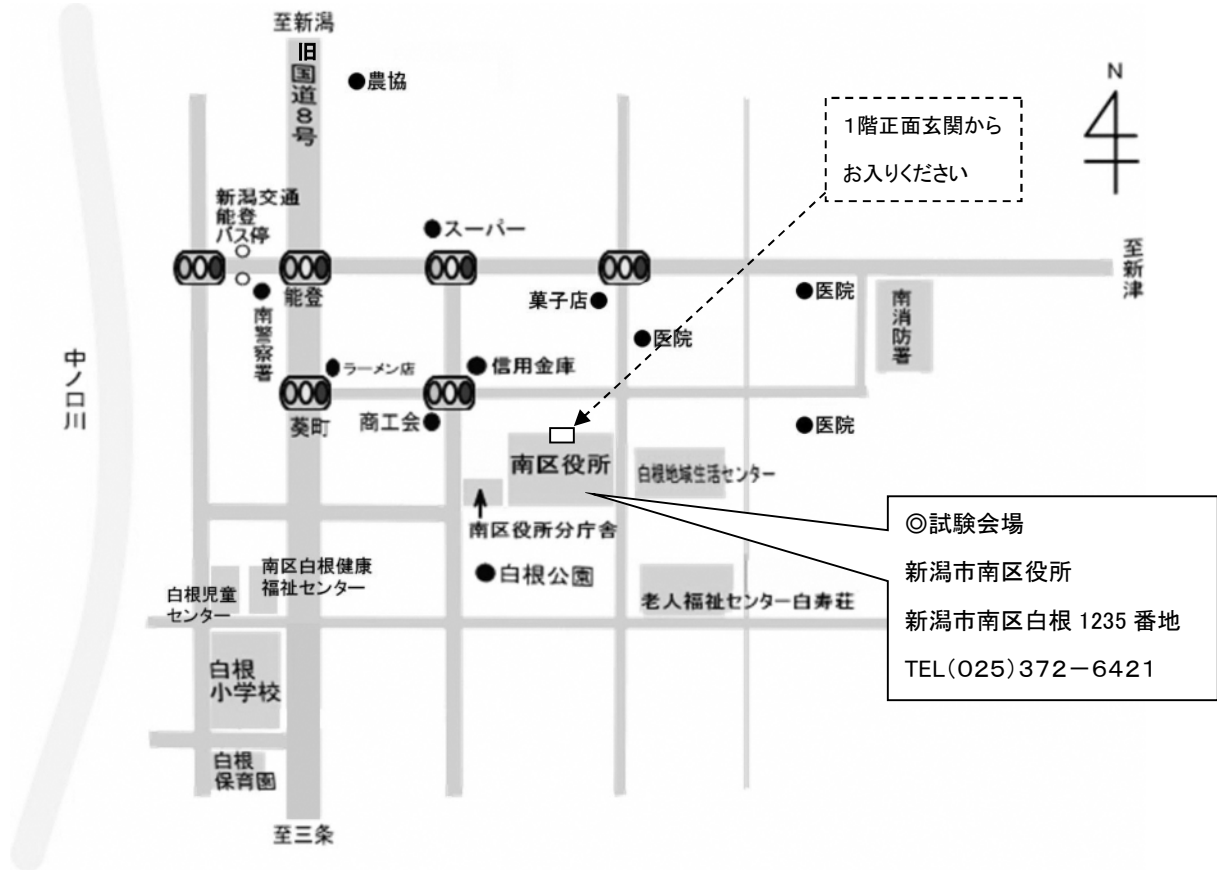 至新潟
旧
国道8号
農協
N
1階正面玄関から
お入りください
新潟交通
能登
バス停
スーパー
至新津
能登
菓子店
医院
南消防署
南警察署
医院
中ノ口川
ラーメン店
信用金庫
葵町
商工会
医院
南区役所
白根地域生活センター
南区役所分庁舎
◎試験会場
新潟市南区役所
新潟市南区白根 1235 番地
TEL(025)372-6421
南区白根健康
福祉センター
白根公園
白根児童
センター
老人福祉センター白寿荘
白根
小学校
白根
保育園
至三条